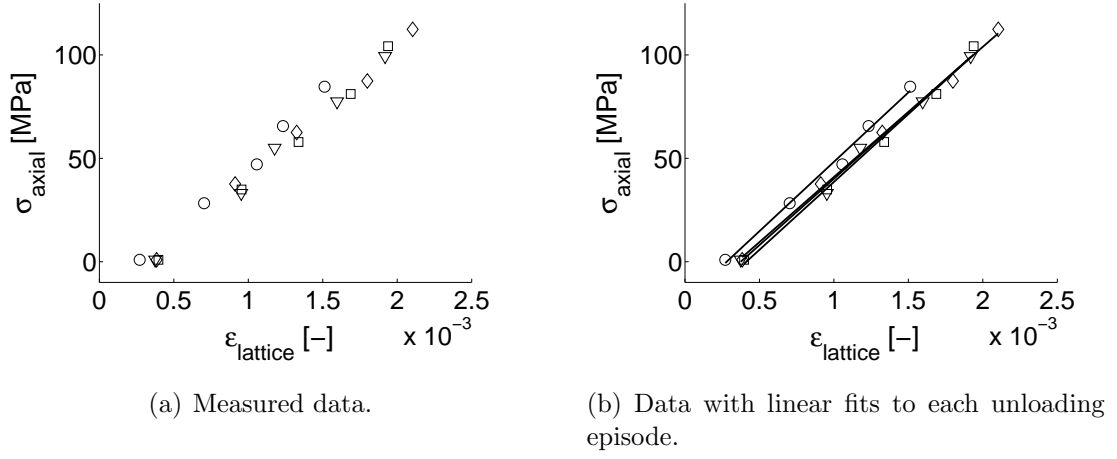 100
50
0
σaxial [MPa]
0 0.5 1 1.5 2 2.5
εlattice [–] x 10−3
(a) Measured data.
100
50
0
σaxial [MPa]
0 0.5 1 1.5 2 2.5
εlattice [–] x 10−3
(b) Data with linear fits to each unloading
episode.